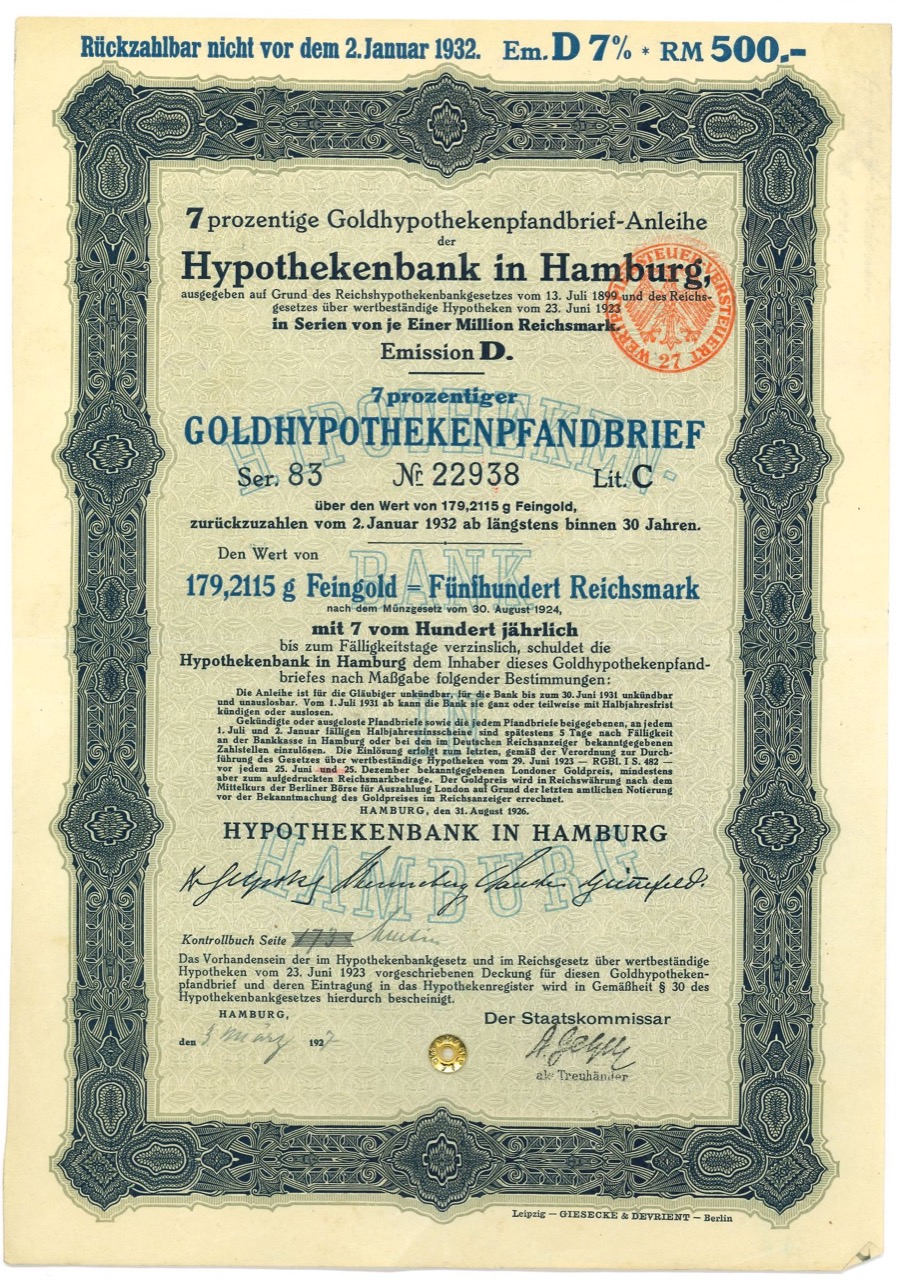 Rückzahlbar nicht vor dem 2. Januar 1932. Em. D 7% * RM 500.-
7 prozentige Goldhypothekenpfandbrief-Anleihe
der
Hypothekenbank in Hamburg,
ausgegeben auf Grund des Reichshypothekenbankgesetzes vom 13. Juli 1899 und des Reichs-
gesetzes über wertbeständige Hypotheken vom 23. Juni 1923
in Serien von je Einer Million Reichsmark.
Emission D.
VERSTEUERT
27
7 prozentiger
GOLDHYPOTHEKENPFANDBRIEF
HYPOTHEKEN-
Ser. 83 № 22938 Lit. C
über den Wert von 179,2115 g Feingold,
zurückzuzahlen vom 2. Januar 1932 ab längstens binnen 30 Jahren.
Den Wert von
BANK
179,2115 g Feingold = Fünfhundert Reichsmark
nach dem Münzgesetz vom 30. August 1924,
mit 7 vom Hundert jährlich
bis zum Fälligkeitstage verzinslich, schuldet die
Hypothekenbank in Hamburg dem Inhaber dieses Goldhypothekenpfand-
briefes nach Maßgabe folgender Bestimmungen:
Die Anleihe ist für die Gläubiger unkündbar, für die Bank bis zum 30. Juni 1931 unkündbar
und unauslosbar. Vom 1. Juli 1931 ab kann die Bank sie ganz oder teilweise mit Halbjahresfrist
kündigen oder auslosen.
IN
Gekündigte oder ausgeloste Pfandbriefe sowie die jedem Pfandbriefe beigegebenen, an jedem
1. Juli und 2. Januar fälligen Halbjahreszinsscheine sind spätestens 5 Tage nach Fälligkeit
an der Bankkasse in Hamburg oder bei den im Deutschen Reichsanzeiger bekanntgegebenen
Zahlstellen einzulösen. Die Einlösung erfolgt zum letzten, gemäß der Verordnung zur Durch-
führung des Gesetzes über wertbeständige Hypotheken vom 29. Juni 1923 — RGBl. I S. 482 —
vor jedem 25. Juni und 25. Dezember bekanntgegebenen Londoner Goldpreis, mindestens
aber zum aufgedruckten Reichsmarkbetrage. Der Goldpreis wird in Reichswährung nach dem
Mittelkurs der Berliner Börse für Auszahlung London auf Grund der letzten amtlichen Notierung
vor der Bekanntmachung des Goldpreises im Reichsanzeiger errechnet.
HAMBURG, den 31. August 1926.
HYPOTHEKENBANK IN HAMBURG
HAMBURG
Kontrollbuch Seite 173
Das Vorhandensein der im Hypothekenbankgesetz und im Reichsgesetz über wertbeständige
Hypotheken vom 23. Juni 1923 vorgeschriebenen Deckung für diesen Goldhypotheken-
pfandbrief und deren Eintragung in das Hypothekenregister wird in Gemäßheit § 30 des
Hypothekenbankgesetzes hierdurch bescheinigt.
HAMBURG,
den 3 März 1927
Der Staatskommissar
als Treuhänder
Leipzig — GIESECKE & DEVRIENT — Berlin